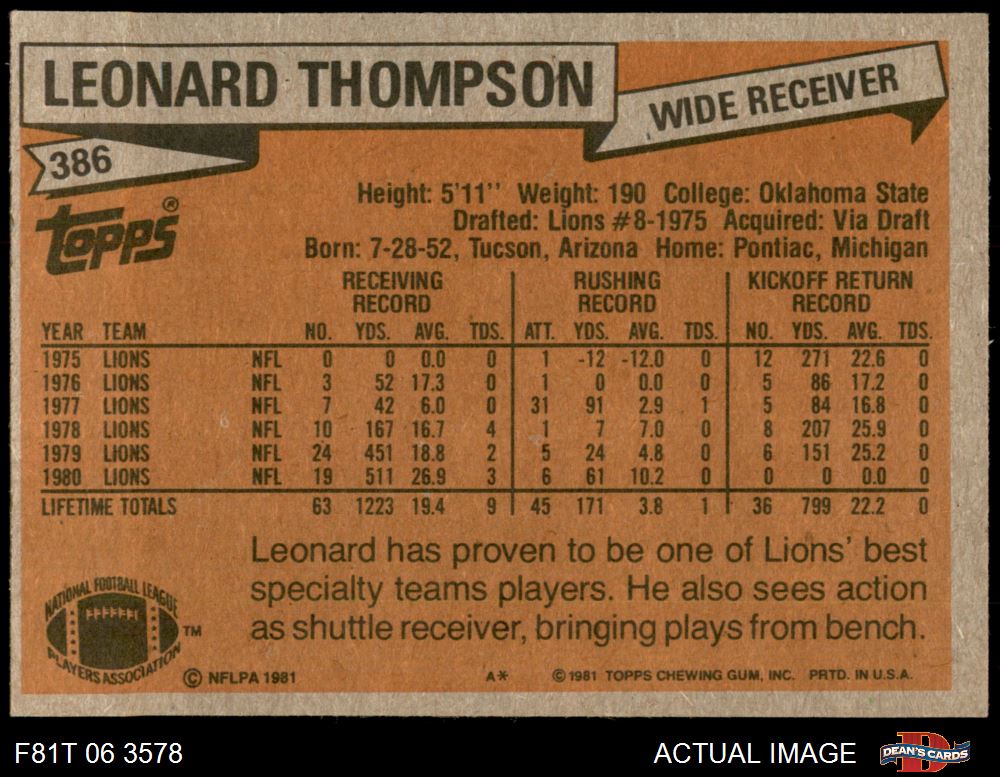 LEONARD THOMPSON
WIDE RECEIVER
386
Topps®
Height: 5'11'' Weight: 190 College: Oklahoma State
Drafted: Lions #8-1975 Acquired: Via Draft
Born: 7-28-52, Tucson, Arizona Home: Pontiac, Michigan
RECEIVING RECORD RUSHING RECORD KICKOFF RETURN RECORD
YEAR TEAM NO. YDS. AVG. TDS. ATT. YDS. AVG. TDS. NO. YDS. AVG. TDS.
1975 LIONS NFL 0 0 0.0 0 1 -12 -12.0 0 12 271 22.6 0
1976 LIONS NFL 3 52 17.3 0 1 0 0.0 0 5 86 17.2 0
1977 LIONS NFL 7 42 6.0 0 31 91 2.9 1 5 84 16.8 0
1978 LIONS NFL 10 167 16.7 4 1 7 7.0 0 8 207 25.9 0
1979 LIONS NFL 24 451 18.8 2 5 24 4.8 0 6 151 25.2 0
1980 LIONS NFL 19 511 26.9 3 6 61 10.2 0 0 0 0.0 0
LIFETIME TOTALS 63 1223 19.4 9 45 171 3.8 1 36 799 22.2 0
Leonard has proven to be one of Lions' best
specialty teams players. He also sees action
as shuttle receiver, bringing plays from bench.
NATIONAL FOOTBALL LEAGUE
PLAYERS ASSOCIATION
TM
© NFLPA 1981 A* © 1981 TOPPS CHEWING GUM, INC. PRTD. IN U.S.A.
F81T 06 3578 ACTUAL IMAGE D DEAN'S CARDS